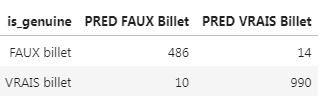 is_genuine PRED FAUX Billet PRED VRAIS Billet
FAUX billet 486 14
VRAIS billet 10 990